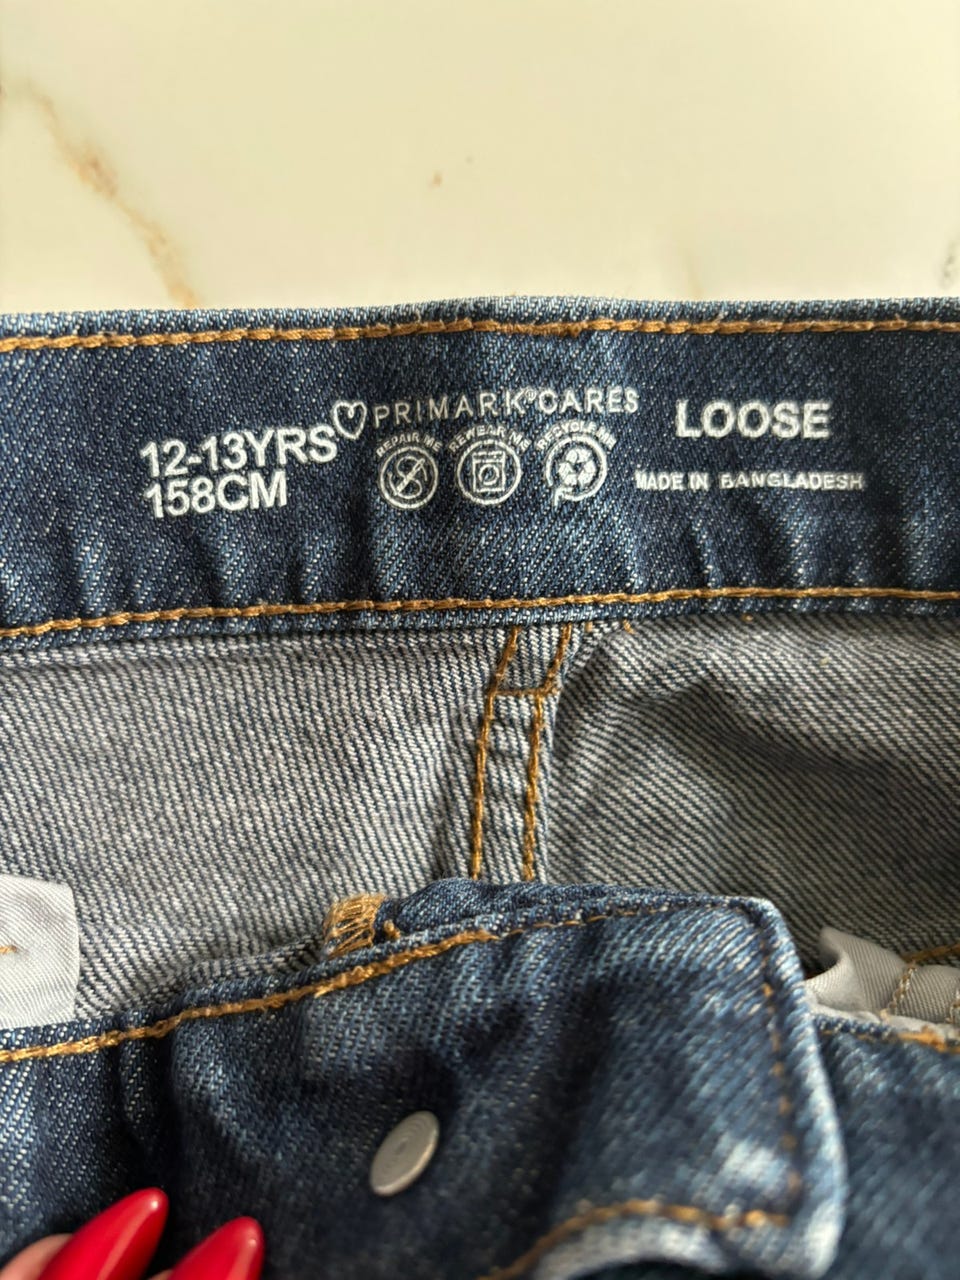 12-13YRS
158CM
♡PRIMARK®CARES
REPAIR ME REWEAR ME RECYCLE ME
LOOSE
MADE IN BANGLADESH